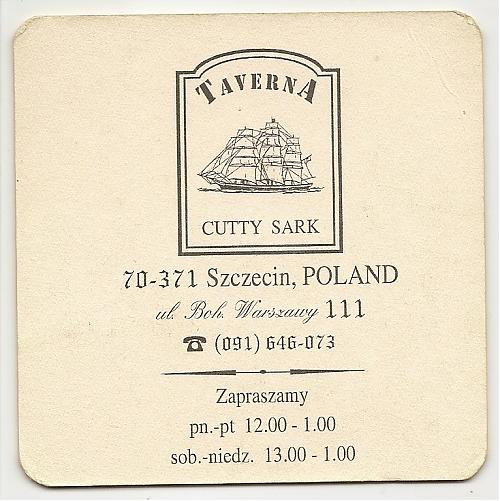 TAVERNA
CUTTY SARK
70-371 Szczecin, POLAND
ul. Boh. Warszawy 111
☎ (091) 646-073
Zapraszamy
pn.-pt 12.00 - 1.00
sob.-niedz. 13.00 - 1.00